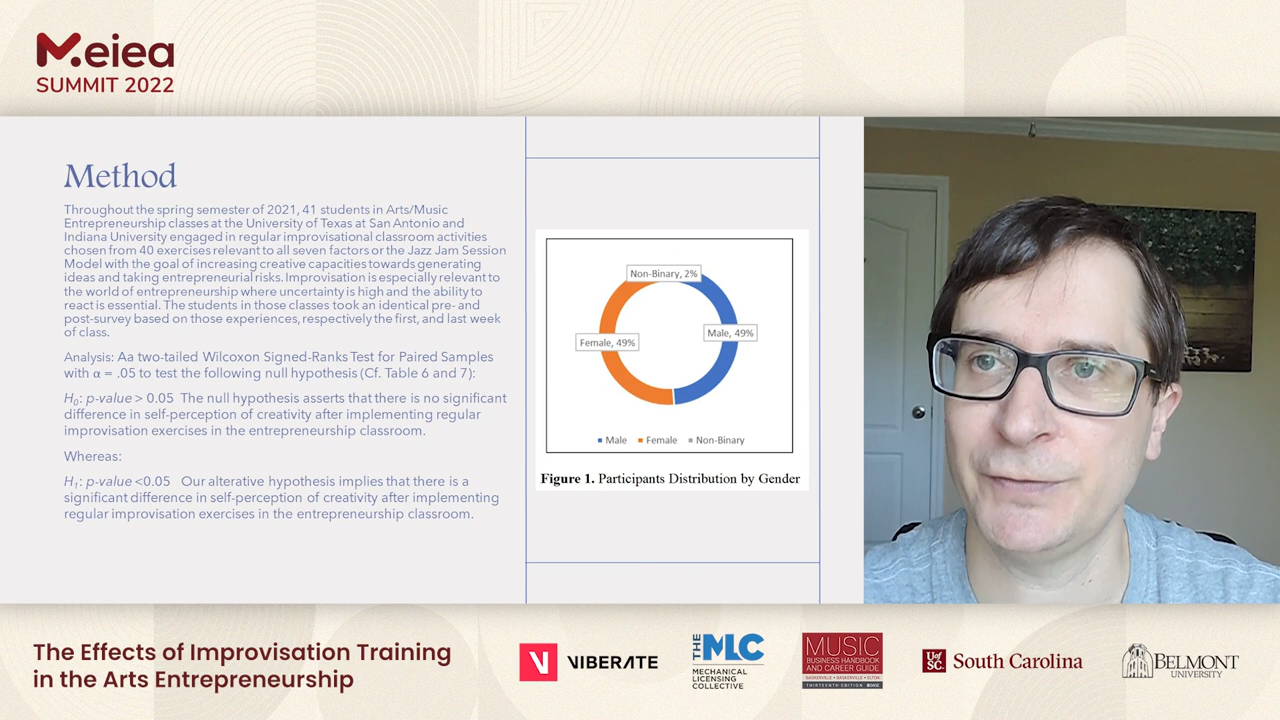 Meiea
SUMMIT 2022
Method
Throughout the spring semester of 2021, 41 students in Arts/Music
Entrepreneurship classes at the University of Texas at San Antonio and
Indiana University engaged in regular improvisational classroom activities
chosen from 40 exercises relevant to all seven factors or the Jazz Jam Session
Model with the goal of increasing creative capacities towards generating
ideas and taking entrepreneurial risks. Improvisation is especially relevant to
the world of entrepreneurship where uncertainty is high and the ability to
react is essential. The students in those classes took an identical pre- and
post-survey based on those experiences, respectively the first, and last week
of class.
Analysis: Aa two-tailed Wilcoxon Signed-Ranks Test for Paired Samples
with α = .05 to test the following null hypothesis (Cf. Table 6 and 7):
H0: p-value > 0.05 The null hypothesis asserts that there is no significant
difference in self-perception of creativity after implementing regular
improvisation exercises in the entrepreneurship classroom.
Whereas:
H1: p-value <0.05 Our alterative hypothesis implies that there is a
significant difference in self-perception of creativity after implementing
regular improvisation exercises in the entrepreneurship classroom.
Non-Binary, 2%
Male, 49%
Female, 49%
Male Female Non-Binary
Figure 1. Participants Distribution by Gender
The Effects of Improvisation Training
in the Arts Entrepreneurship
V VIBERATE
THE MLC
MECHANICAL
LICENSING
COLLECTIVE
MUSIC
BUSINESS HANDBOOK
AND CAREER GUIDE
BASKERVILLE • BASKERVILLE • ELTON
THIRTEENTH EDITION
UofSC South Carolina
BELMONT
UNIVERSITY